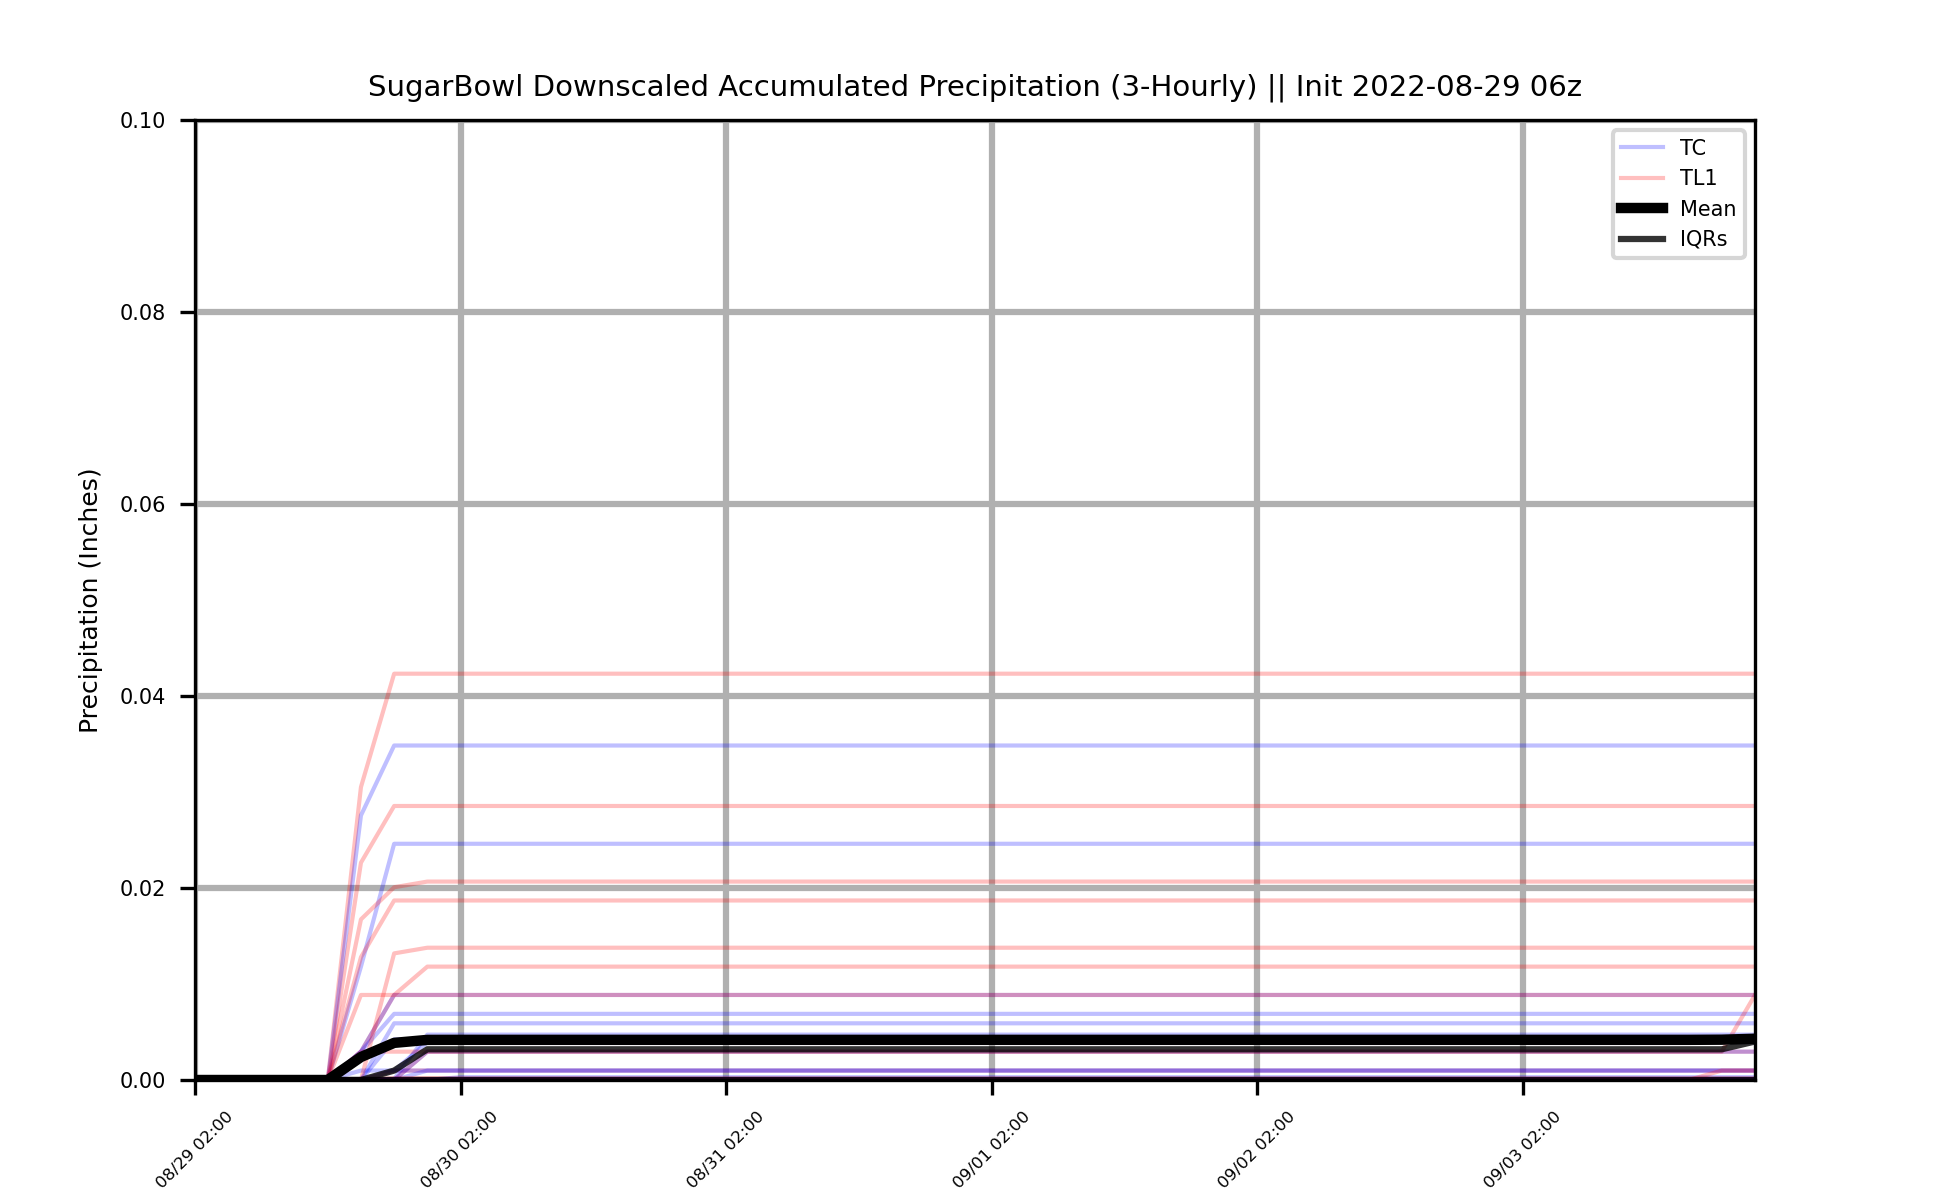 SugarBowl Downscaled Accumulated Precipitation (3-Hourly) || Init 2022-08-29 06z
0.10
0.08
0.06
0.04
0.02
0.00
Precipitation (Inches)
TC
TL1
Mean
IQRs
08/29 02:00
08/30 02:00
08/31 02:00
09/01 02:00
09/02 02:00
09/03 02:00